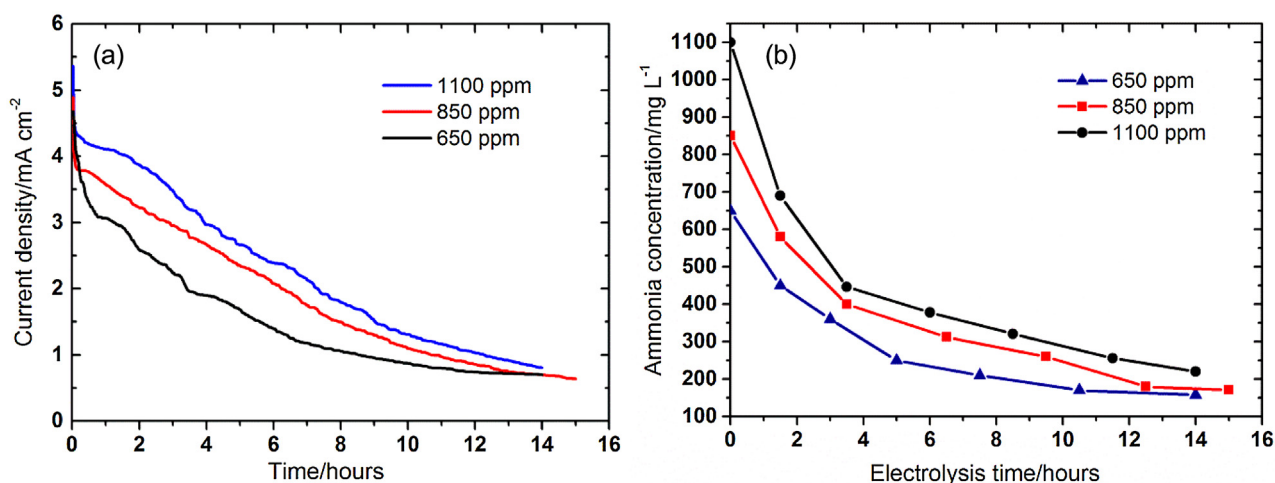 (a)
1100 ppm
850 ppm
650 ppm
6
5
4
3
2
1
0
Current density/mA cm⁻²
0 2 4 6 8 10 12 14 16
Time/hours
(b)
650 ppm
850 ppm
1100 ppm
1100
1000
900
800
700
600
500
400
300
200
100
Ammonia concentration/mg L⁻¹
0 2 4 6 8 10 12 14 16
Electrolysis time/hours